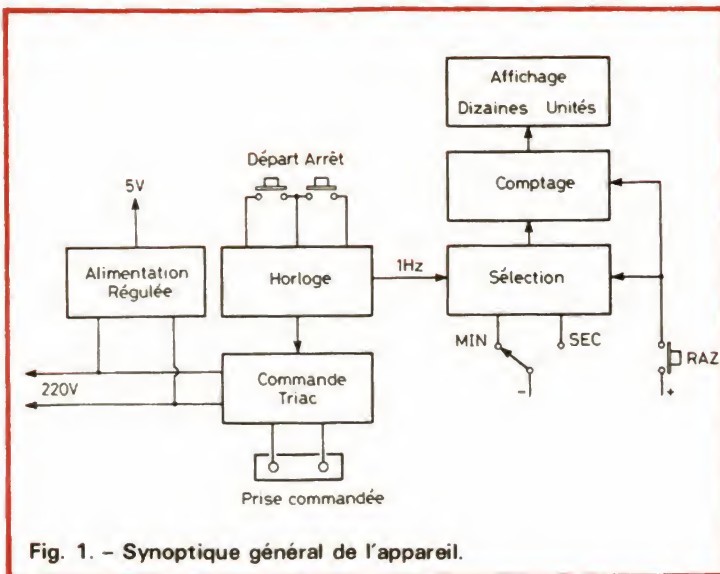 Affichage
Dizaines Unités
Départ Arrêt
5V
Comptage
Alimentation
Régulée
Horloge
1Hz
Sélection
MIN
SEC
RAZ
220V
Commande
Triac
-
+
Prise commandée
Fig. 1. – Synoptique général de l'appareil.